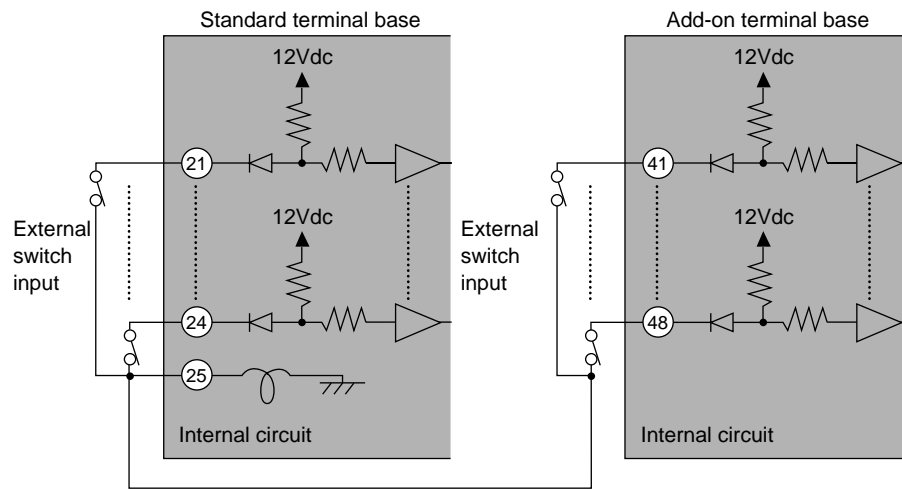 Standard terminal base
Add-on terminal base
12Vdc
12Vdc
21
41
External
switch
input
12Vdc
External
switch
input
12Vdc
24
48
25
Internal circuit
Internal circuit